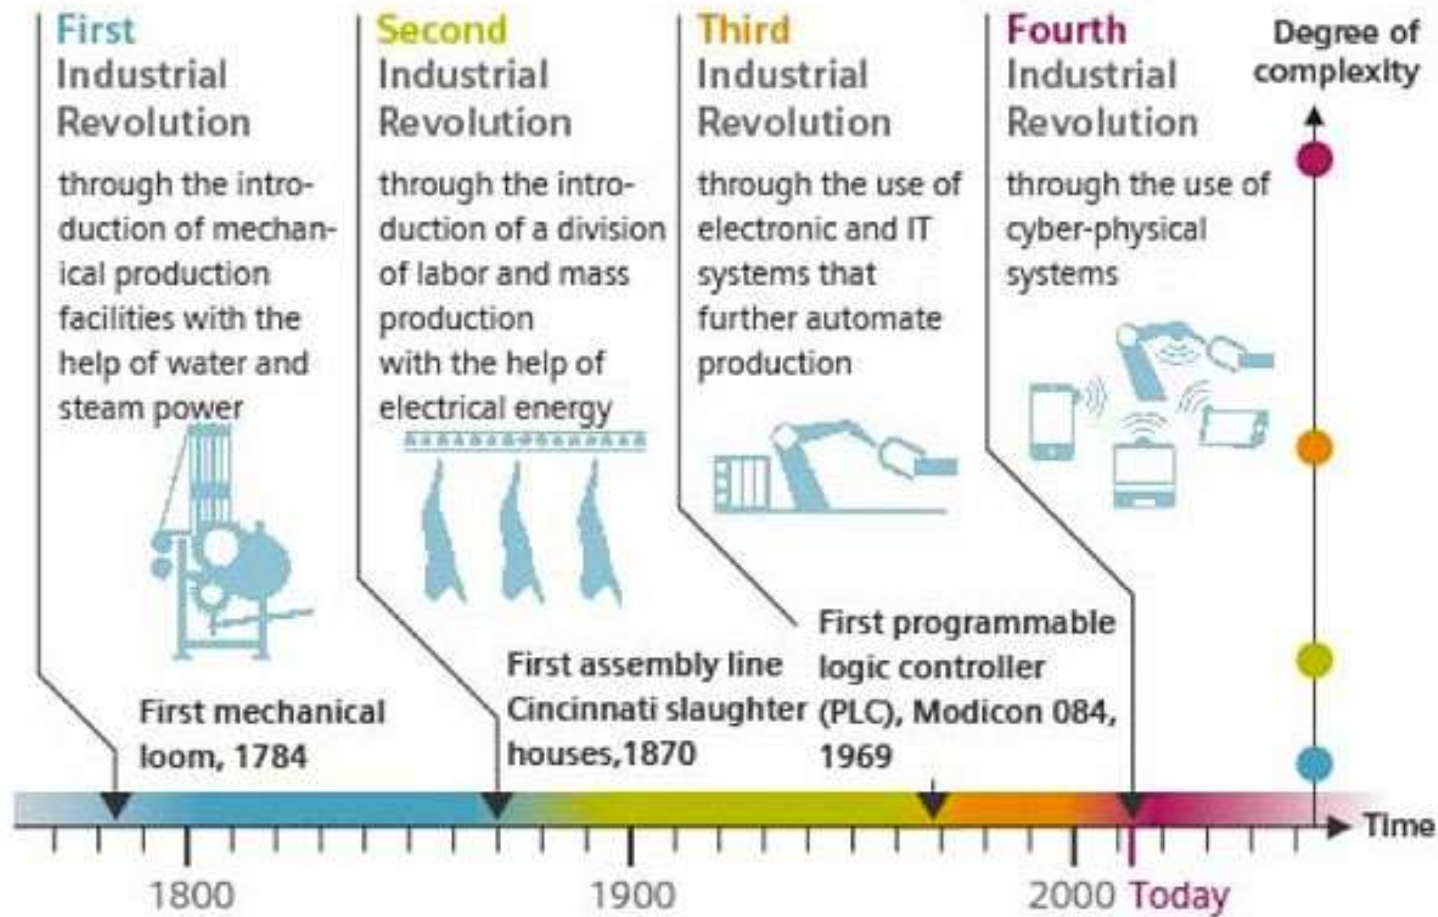 First
Industrial
Revolution
through the intro-
duction of mechan-
ical production
facilities with the
help of water and
steam power
First mechanical
loom, 1784
Second
Industrial
Revolution
through the intro-
duction of a division
of labor and mass
production
with the help of
electrical energy
First assembly line
Cincinnati slaughter
houses,1870
Third
Industrial
Revolution
through the use of
electronic and IT
systems that
further automate
production
First programmable
logic controller
(PLC), Modicon 084,
1969
Fourth
Industrial
Revolution
through the use of
cyber-physical
systems
Degree of
complexity
Time
1800
1900
2000
Today